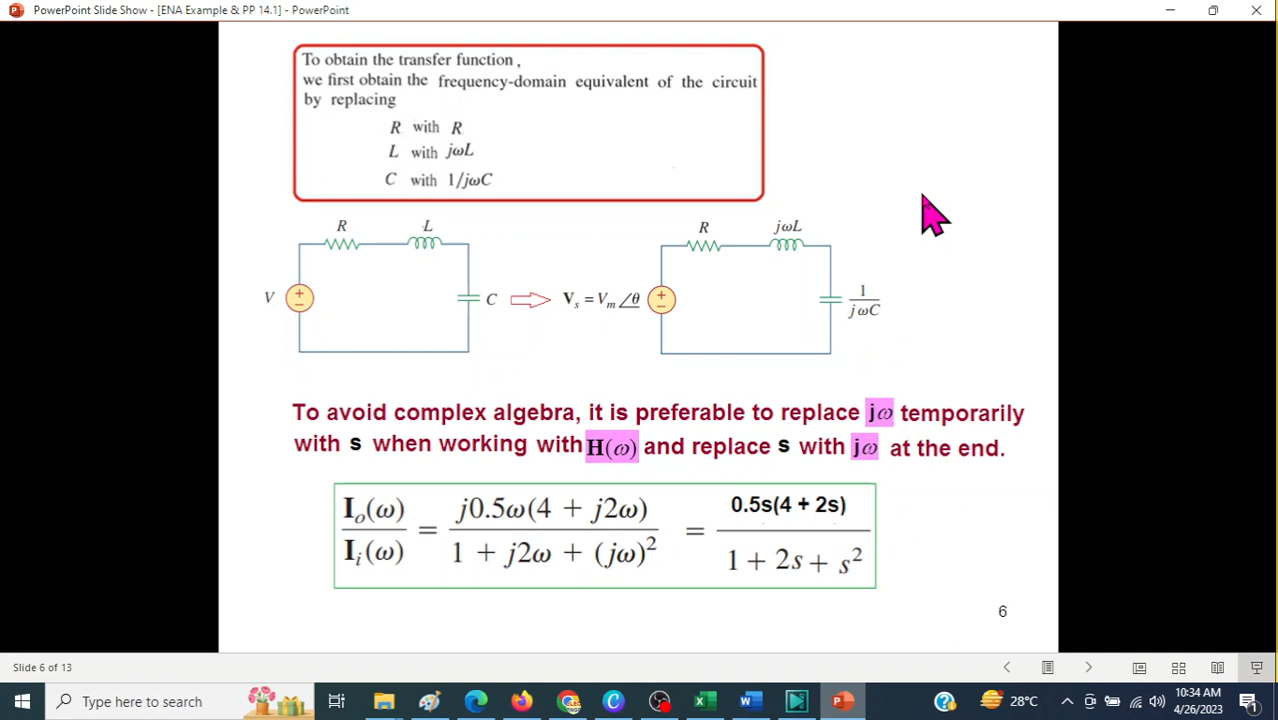 PowerPoint Slide Show - [ENA Example & PP 14.1] - PowerPoint
To obtain the transfer function,
we first obtain the frequency-domain equivalent of the circuit
by replacing
R with R
L with jωL
C with 1/jωC
R L R jωL
V + − C Vs = Vm ∠θ + − 1/jωC
To avoid complex algebra, it is preferable to replace jω temporarily
with s when working with H(ω) and replace s with jω at the end.
Io(ω)/Ii(ω) = j0.5ω(4 + j2ω)/1 + j2ω + (jω)² = 0.5s(4 + 2s)/1 + 2s + s²
6
Slide 6 of 13
Type here to search
28°C
10:34 AM
4/26/2023
1